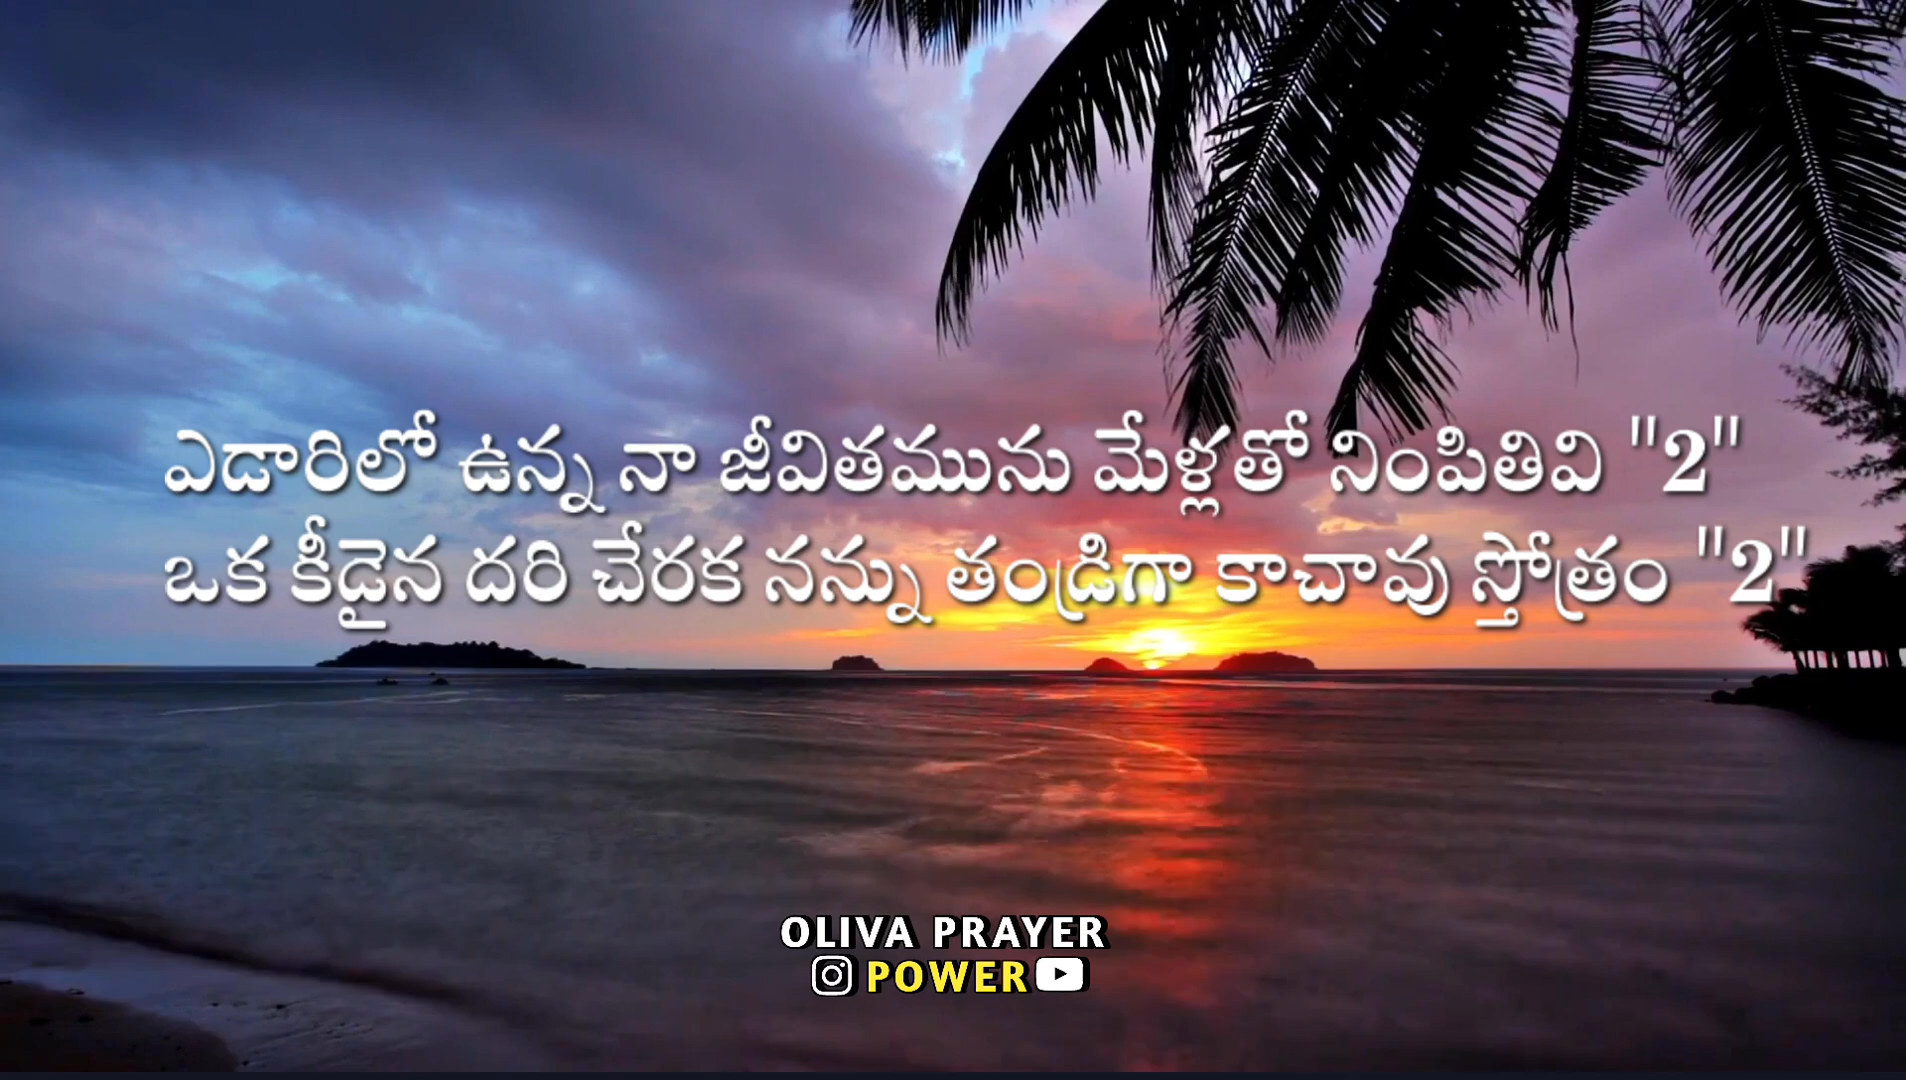 ఎడారిలో ఉన్న నా జీవితమును మేళ్లతో నింపితివి "2"
ఒక కీడైన దరి చేరక నన్ను తండ్రిగా కాచావు స్తోత్రం "2"
OLIVA PRAYER
POWER